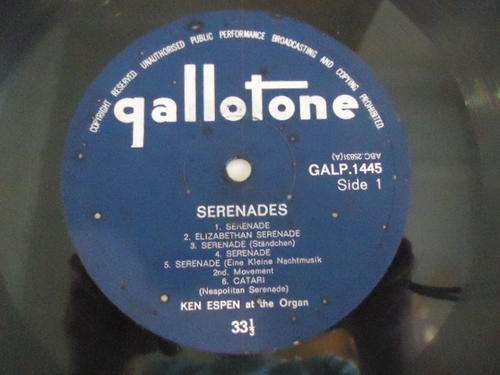 COPYRIGHT RESERVED. UNAUTHORISED PUBLIC PERFORMANCE BROADCASTING AND COPYING PROHIBITED.
gallotone
ABC 25831(A)
GALP.1445
Side 1
SERENADES
1. SERENADE
2. ELIZABETHAN SERENADE
3. SERENADE (Ständchen)
4. SERENADE
5. SERENADE (Eine Kleine Nachtmusik
2nd. Movement
6. CATARI
(Neapolitan Serenade)
KEN ESPEN at the Organ
33⅓